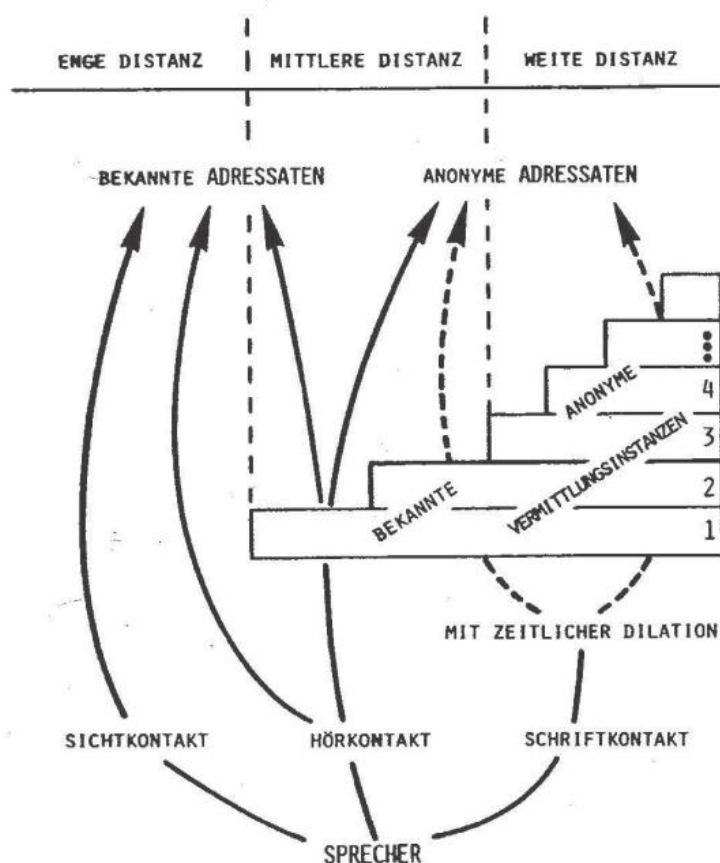 ENGE DISTANZ MITTLERE DISTANZ WEITE DISTANZ
BEKANNTE ADRESSATEN ANONYME ADRESSATEN
4
ANONYME
3
VERMITTLUNGSINSTANZEN
2
BEKANNTE
1
MIT ZEITLICHER DILATION
SICHTKONTAKT HÖRKONTAKT SCHRIFTKONTAKT
SPRECHER